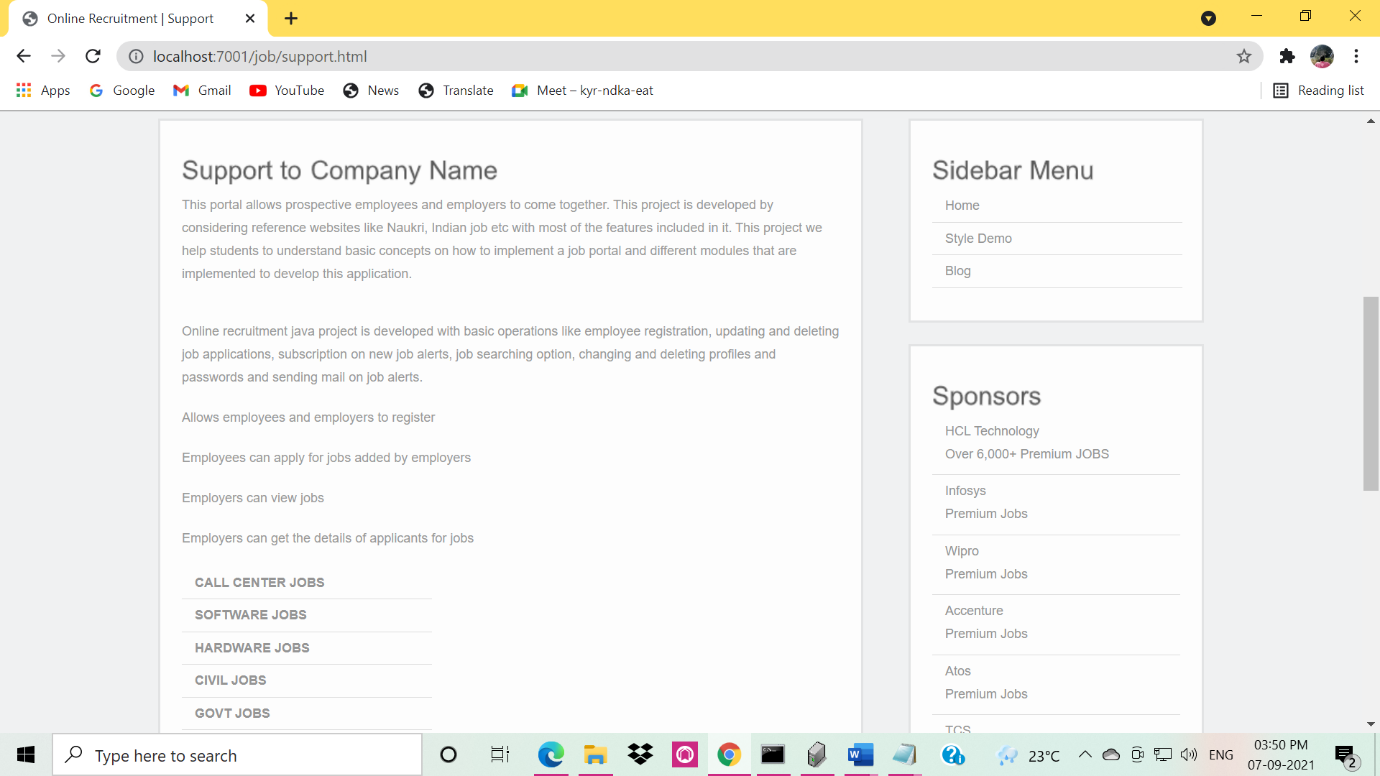 Online Recruitment | Support
localhost:7001/job/support.html
Apps Google Gmail YouTube News Translate Meet – kyr-ndka-eat Reading list
Support to Company Name
This portal allows prospective employees and employers to come together. This project is developed by
considering reference websites like Naukri, Indian job etc with most of the features included in it. This project we
help students to understand basic concepts on how to implement a job portal and different modules that are
implemented to develop this application.
Online recruitment java project is developed with basic operations like employee registration, updating and deleting
job applications, subscription on new job alerts, job searching option, changing and deleting profiles and
passwords and sending mail on job alerts.
Allows employees and employers to register
Employees can apply for jobs added by employers
Employers can view jobs
Employers can get the details of applicants for jobs
CALL CENTER JOBS
SOFTWARE JOBS
HARDWARE JOBS
CIVIL JOBS
GOVT JOBS
Sidebar Menu
Home
Style Demo
Blog
Sponsors
HCL Technology
Over 6,000+ Premium JOBS
Infosys
Premium Jobs
Wipro
Premium Jobs
Accenture
Premium Jobs
Atos
Premium Jobs
TCS
Type here to search
23°C ENG 03:50 PM
07-09-2021
2